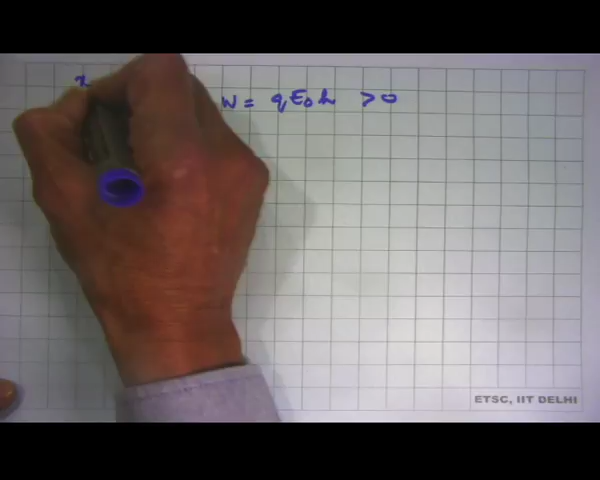 x
W = qE₀h > 0
ETSC, IIT DELHI